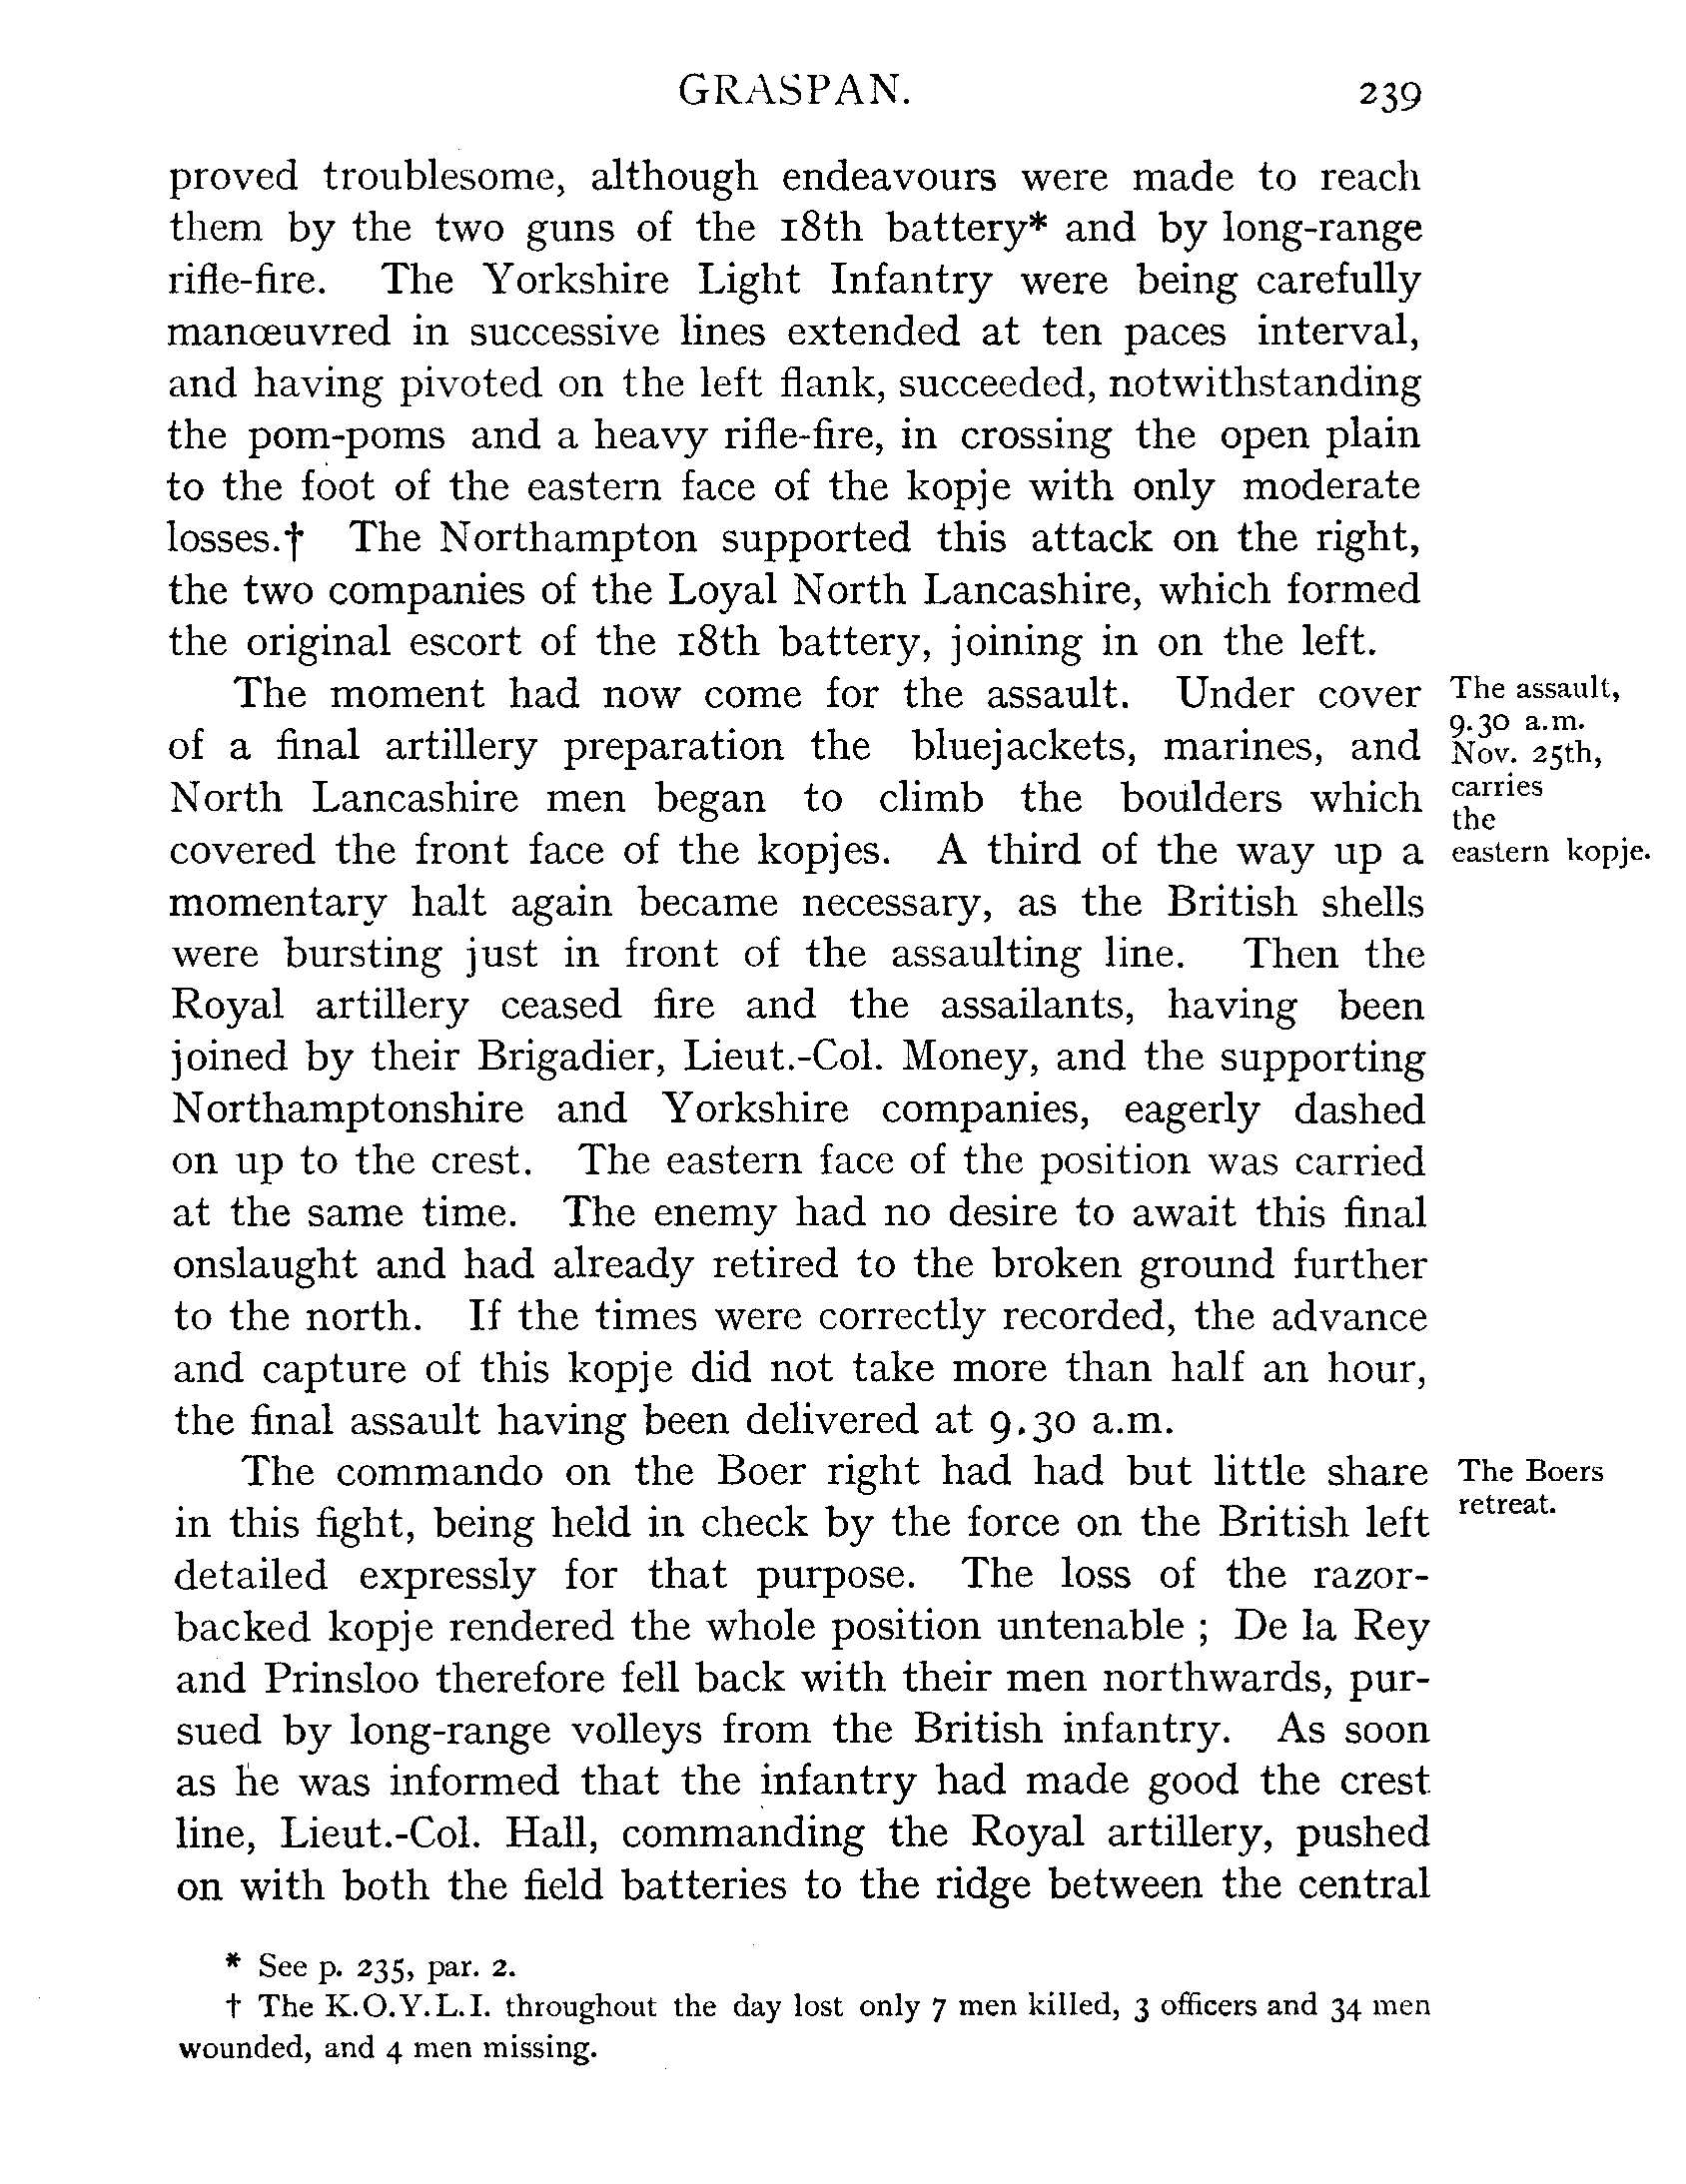 GRASPAN. 239
proved troublesome, although endeavours were made to reach
them by the two guns of the 18th battery* and by long-range
rifle-fire. The Yorkshire Light Infantry were being carefully
manœuvred in successive lines extended at ten paces interval,
and having pivoted on the left flank, succeeded, notwithstanding
the pom-poms and a heavy rifle-fire, in crossing the open plain
to the foot of the eastern face of the kopje with only moderate
losses.† The Northampton supported this attack on the right,
the two companies of the Loyal North Lancashire, which formed
the original escort of the 18th battery, joining in on the left.
The moment had now come for the assault. Under cover
of a final artillery preparation the bluejackets, marines, and
North Lancashire men began to climb the boulders which
covered the front face of the kopjes. A third of the way up a
momentary halt again became necessary, as the British shells
were bursting just in front of the assaulting line. Then the
Royal artillery ceased fire and the assailants, having been
joined by their Brigadier, Lieut.-Col. Money, and the supporting
Northamptonshire and Yorkshire companies, eagerly dashed
on up to the crest. The eastern face of the position was carried
at the same time. The enemy had no desire to await this final
onslaught and had already retired to the broken ground further
to the north. If the times were correctly recorded, the advance
and capture of this kopje did not take more than half an hour,
the final assault having been delivered at 9.30 a.m.
The assault,
9.30 a.m.
Nov. 25th,
carries
the
eastern kopje.
The commando on the Boer right had had but little share
in this fight, being held in check by the force on the British left
detailed expressly for that purpose. The loss of the razor-
backed kopje rendered the whole position untenable ; De la Rey
and Prinsloo therefore fell back with their men northwards, pur-
sued by long-range volleys from the British infantry. As soon
as he was informed that the infantry had made good the crest
line, Lieut.-Col. Hall, commanding the Royal artillery, pushed
on with both the field batteries to the ridge between the central
The Boers
retreat.
* See p. 235, par. 2.
† The K.O.Y.L.I. throughout the day lost only 7 men killed, 3 officers and 34 men
wounded, and 4 men missing.